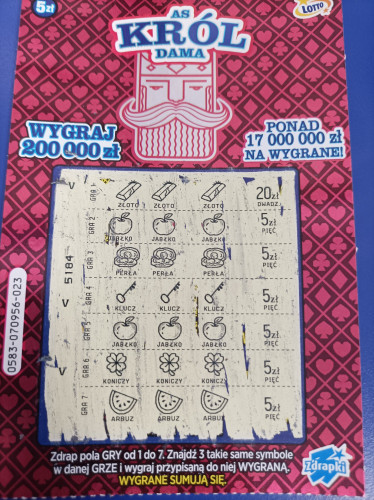 5zł
LOTTO
AS
KRÓL
DAMA
WYGRAJ
200 000 zł
PONAD
17 000 000 zł
NA WYGRANE!
GRA 1 ZŁOTO ZŁOTO ZŁOTO 20zł DWADZ
GRA 2 JABŁKO JABŁKO JABŁKO 5zł PIĘĆ
GRA 3 PERŁA PERŁA PERŁA 5zł PIĘĆ
GRA 4 KLUCZ KLUCZ KLUCZ 5zł PIĘĆ
GRA 5 JABŁKO JABŁKO JABŁKO 5zł PIĘĆ
GRA 6 KONICZY KONICZY KONICZY 5zł PIĘĆ
GRA 7 ARBUZ ARBUZ ARBUZ 5zł PIĘĆ
V 5184 V V
0583-070956-023
Zdrap pola GRY od 1 do 7. Znajdź 3 takie same symbole
w danej GRZE i wygraj przypisaną do niej WYGRANĄ.
WYGRANE SUMUJĄ SIĘ.
Zdrapki